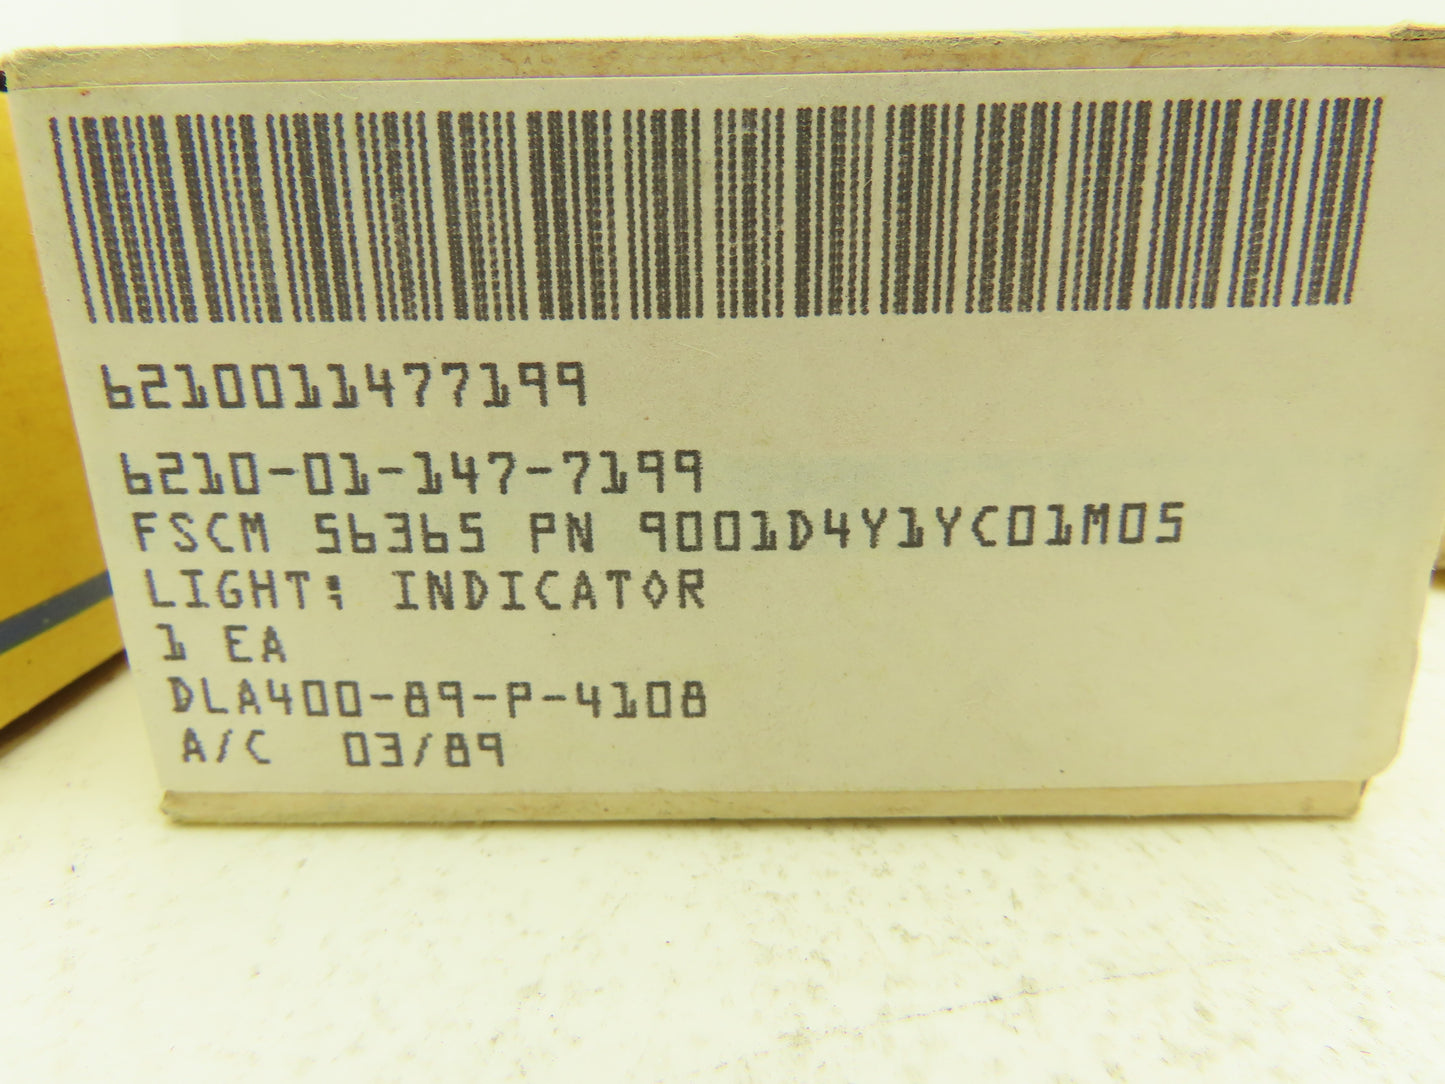 6210011477199
6210-01-147-7199
FSCM 56365 PN 9001D4Y1YC01M05
LIGHT; INDICATOR
1 EA
DLA400-89-P-4108
A/C 03/89